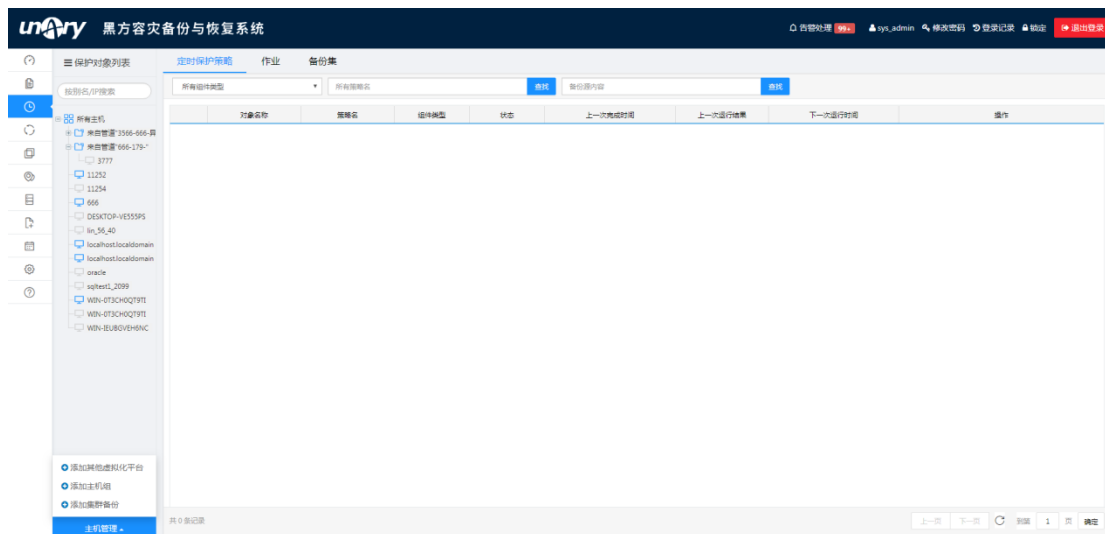 unary 黑方容灾备份与恢复系统
告警处理 99+ sys_admin 修改密码 登录记录 锁定 退出登录
保护对象列表
定时保护策略 作业 备份集
按别名/IP搜索
所有组件类型 所有策略名 查找 备份源内容 查找
对象名称 策略名 组件类型 状态 上一次完成时间 上一次运行结果 下一次运行时间 操作
所有主机
来自管道"3566-666-異
来自管道"666-179-"
3777
11252
11254
666
DESKTOP-VE555PS
lin_56_40
localhost.localdomain
localhost.localdomain
oracle
sqltest1_2099
WIN-0T3CH0QT9TI
WIN-0T3CH0QT9TI
WIN-IEU8GVEH6NC
添加其他虚拟化平台
添加主机组
添加集群备份
主机管理
共 0 条记录
上一页 下一页 到第 1 页 确定